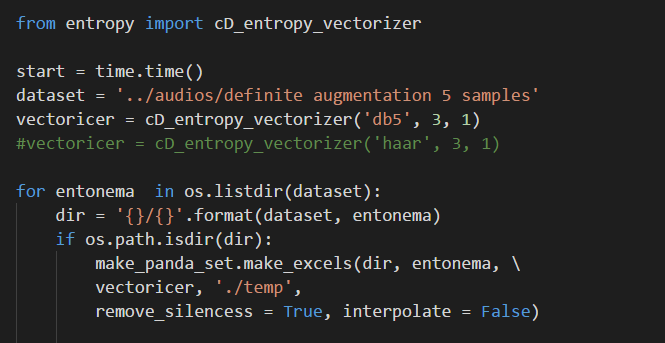 from entropy import cD_entropy_vectorizer
start = time.time()
dataset = '../audios/definite augmentation 5 samples'
vectoricer = cD_entropy_vectorizer('db5', 3, 1)
#vectoricer = cD_entropy_vectorizer('haar', 3, 1)
for entonema  in os.listdir(dataset):
    dir = '{}/{}'.format(dataset, entonema)
    if os.path.isdir(dir):
        make_panda_set.make_excels(dir, entonema, \
        vectoricer, './temp',
        remove_silencess = True, interpolate = False)